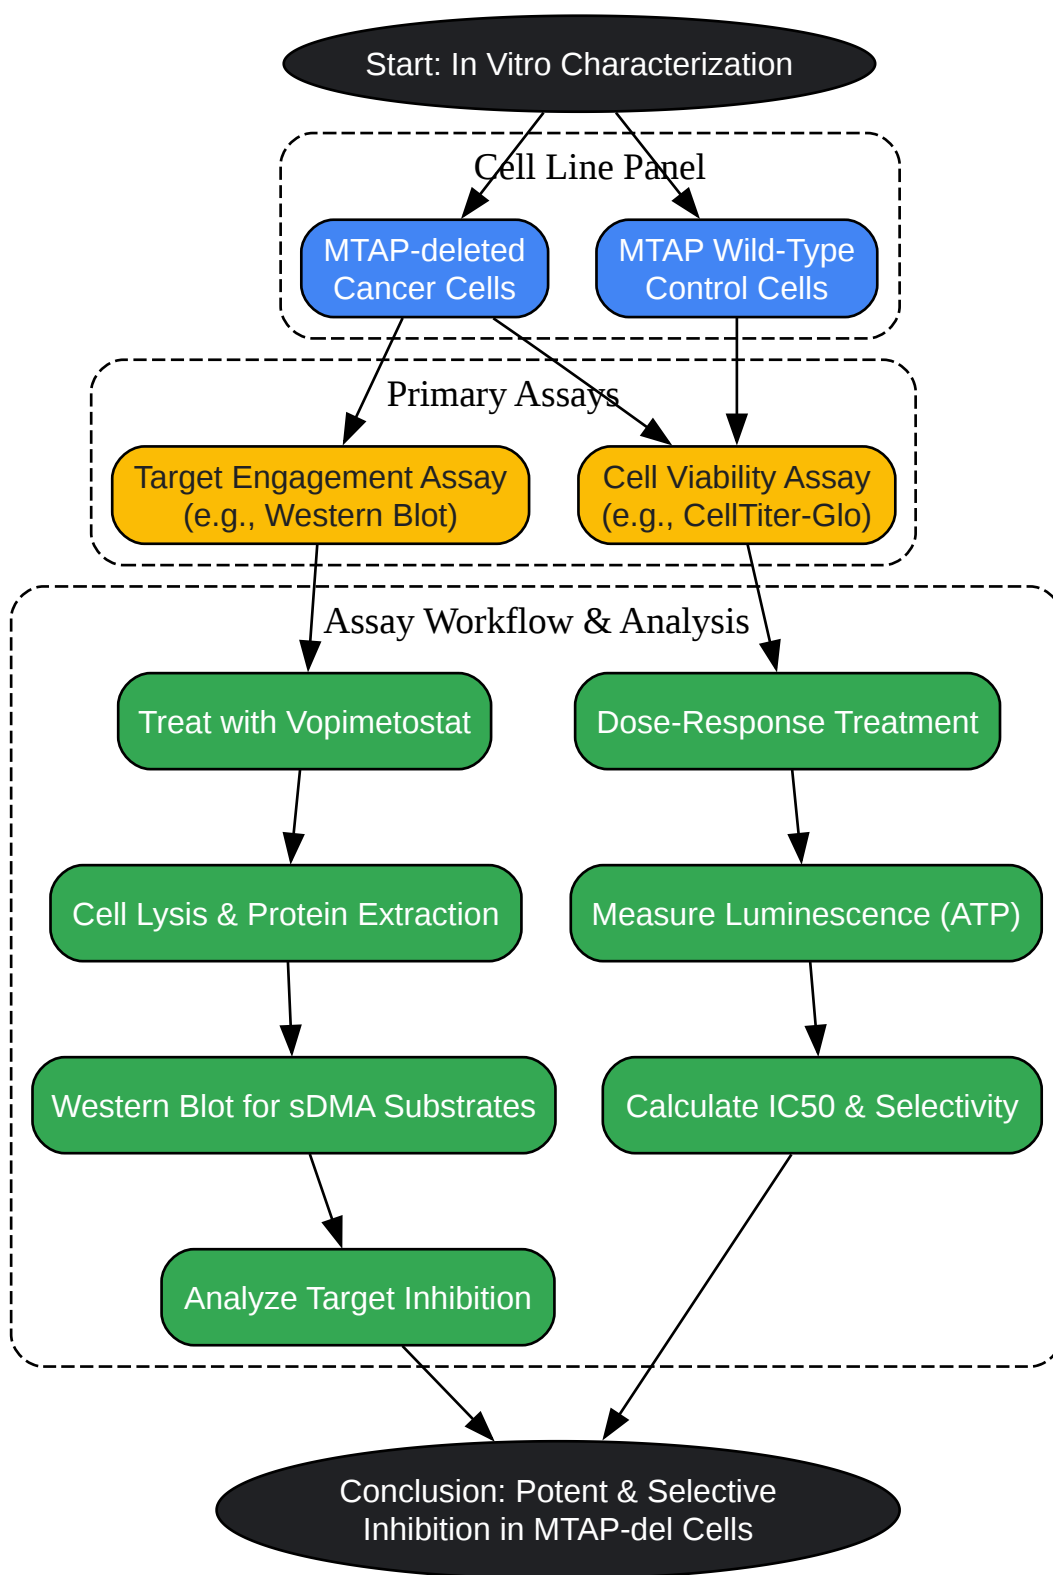 Start: In Vitro Characterization
Cell Line Panel
MTAP-deleted
Cancer Cells
MTAP Wild-Type
Control Cells
Primary Assays
Target Engagement Assay
(e.g., Western Blot)
Cell Viability Assay
(e.g., CellTiter-Glo)
Assay Workflow & Analysis
Treat with Vopimetostat
Dose-Response Treatment
Cell Lysis & Protein Extraction
Measure Luminescence (ATP)
Western Blot for sDMA Substrates
Calculate IC50 & Selectivity
Analyze Target Inhibition
Conclusion: Potent & Selective
Inhibition in MTAP-del Cells